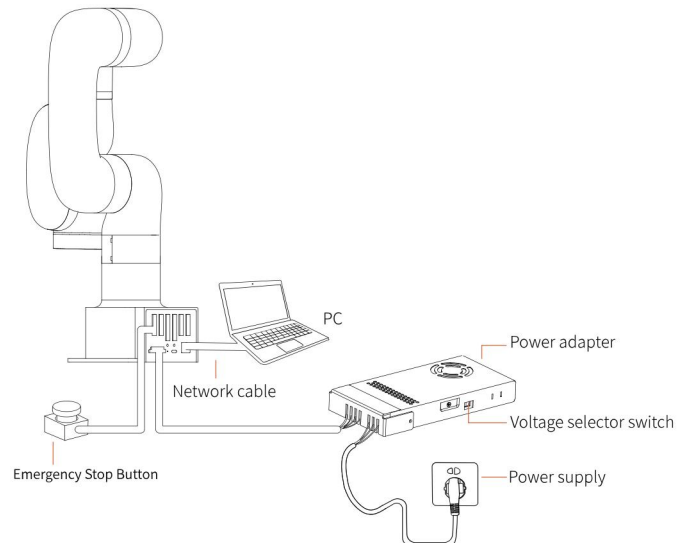 PC
Power adapter
Network cable
Voltage selector switch
Emergency Stop Button
Power supply